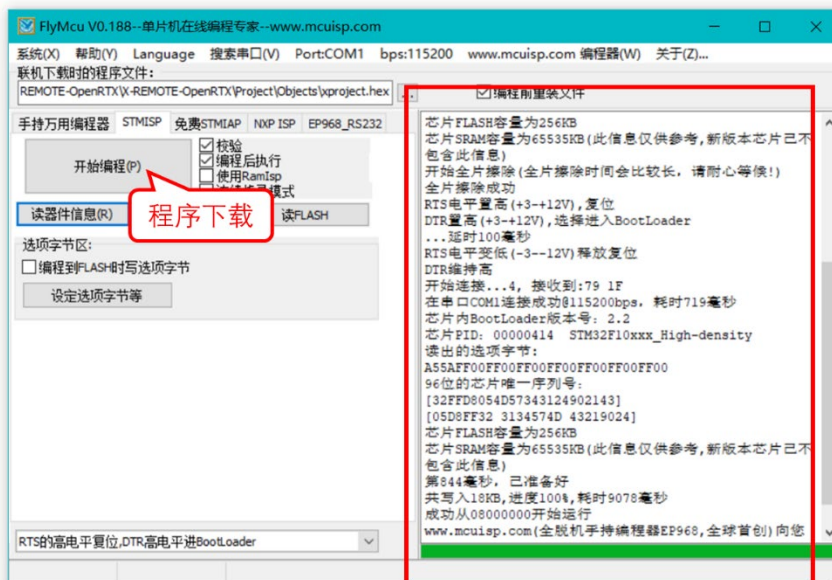 FlyMcu V0.188--单片机在线编程专家--www.mcuisp.com
系统(X) 帮助(Y) Language 搜索串口(V) Port:COM1 bps:115200 www.mcuisp.com 编程器(W) 关于(Z)...
联机下载时的程序文件:
REMOTE-OpenRTX\X-REMOTE-OpenRTX\Project\Objects\xproject.hex ... 编程前重装文件
手持万用编程器 STMISP 免费STMIAP NXP ISP EP968_RS232
开始编程(P)
校验
编程后执行
使用RamIsp
连续烧录模式
读器件信息(R)
程序下载
读FLASH
选项字节区:
编程到FLASH时写选项字节
设定选项字节等
RTS的高电平复位,DTR高电平进BootLoader
芯片FLASH容量为256KB
芯片SRAM容量为65535KB(此信息仅供参考,新版本芯片已不
包含此信息)
开始全片擦除(全片擦除时间会比较长, 请耐心等候!)
全片擦除成功
RTS电平置高(+3-+12V),复位
DTR置高(+3-+12V),选择进入BootLoader
...延时100毫秒
RTS电平变低(-3--12V)释放复位
DTR维持高
开始连接...4, 接收到:79 1F
在串口COM1连接成功@115200bps, 耗时719毫秒
芯片内BootLoader版本号: 2.2
芯片PID: 00000414 STM32F10xxx_High-density
读出的选项字节:
A55AFF00FF00FF00FF00FF00FF00FF00
96位的芯片唯一序列号:
[32FFD8054D57343124902143]
[05D8FF32 3134574D 43219024]
芯片FLASH容量为256KB
芯片SRAM容量为65535KB(此信息仅供参考,新版本芯片已不
包含此信息)
第844毫秒, 已准备好
共写入18KB,进度100%,耗时9078毫秒
成功从08000000开始运行
www.mcuisp.com(全脱机手持编程器EP968,全球首创)向您